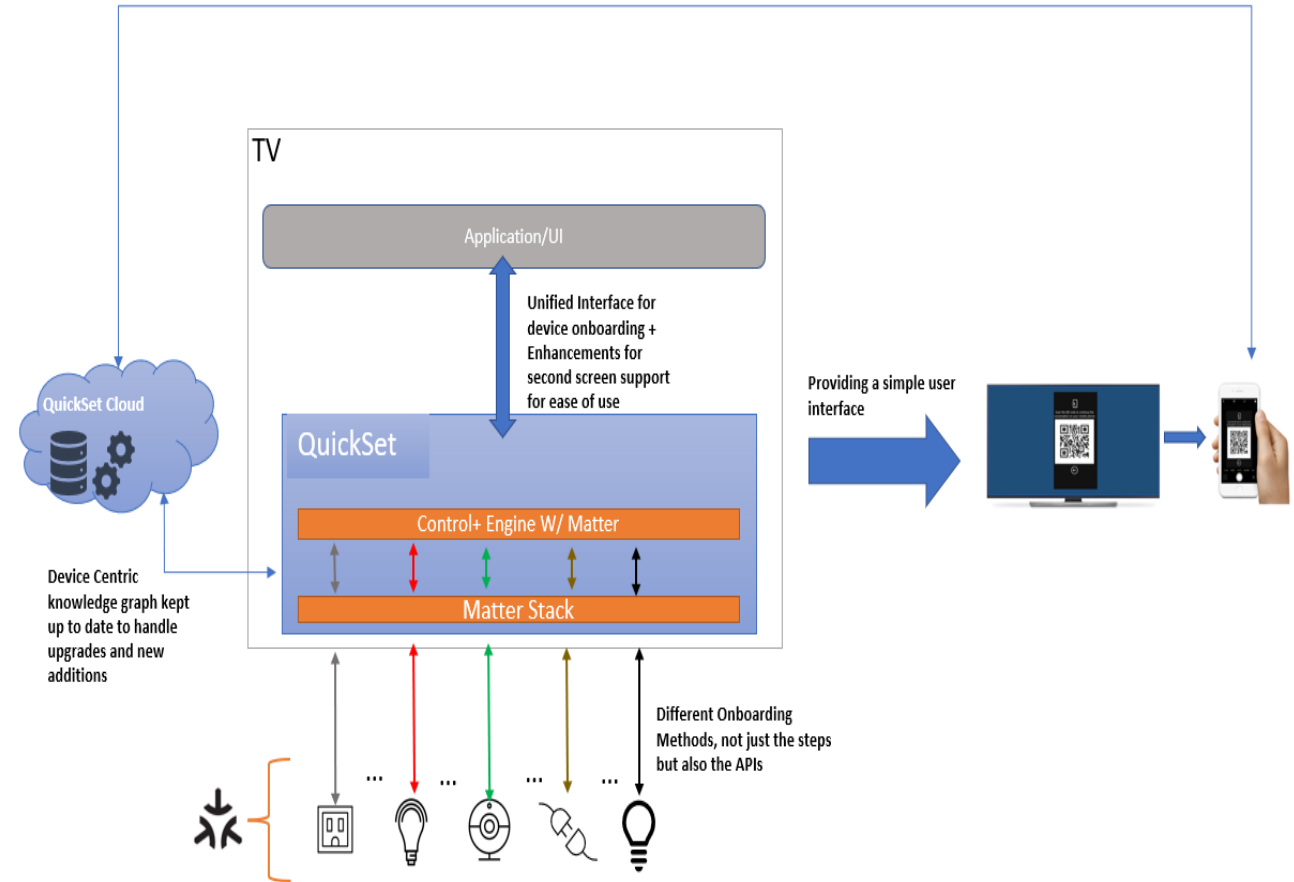 TV
Application/UI
Unified Interface for
device onboarding +
Enhancements for
second screen support
for ease of use
Providing a simple user
interface
QuickSet Cloud
QuickSet
Control+ Engine W/ Matter
Matter Stack
Device Centric
knowledge graph kept
up to date to handle
upgrades and new
additions
Different Onboarding
Methods, not just the steps
but also the APIs
...
...
...
...